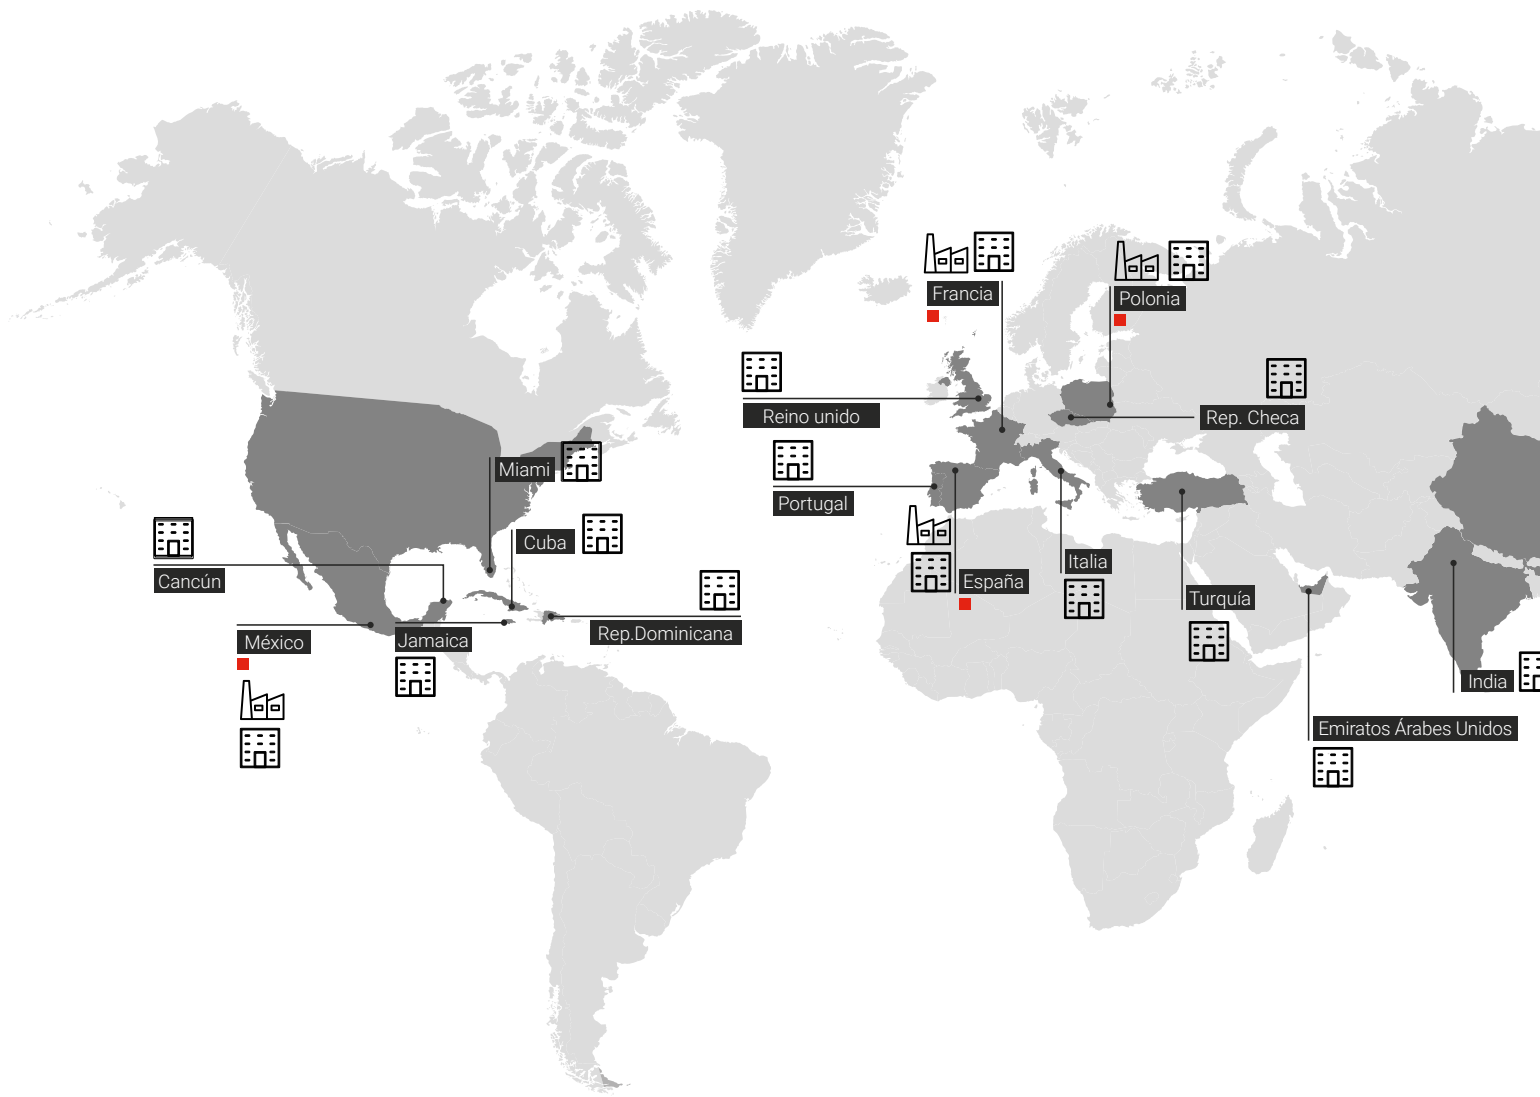 Francia
Polonia
Reino unido
Rep. Checa
Miami
Portugal
Cuba
Italia
Cancún
España
Turquía
México
Jamaica
Rep.Dominicana
India
Emiratos Árabes Unidos